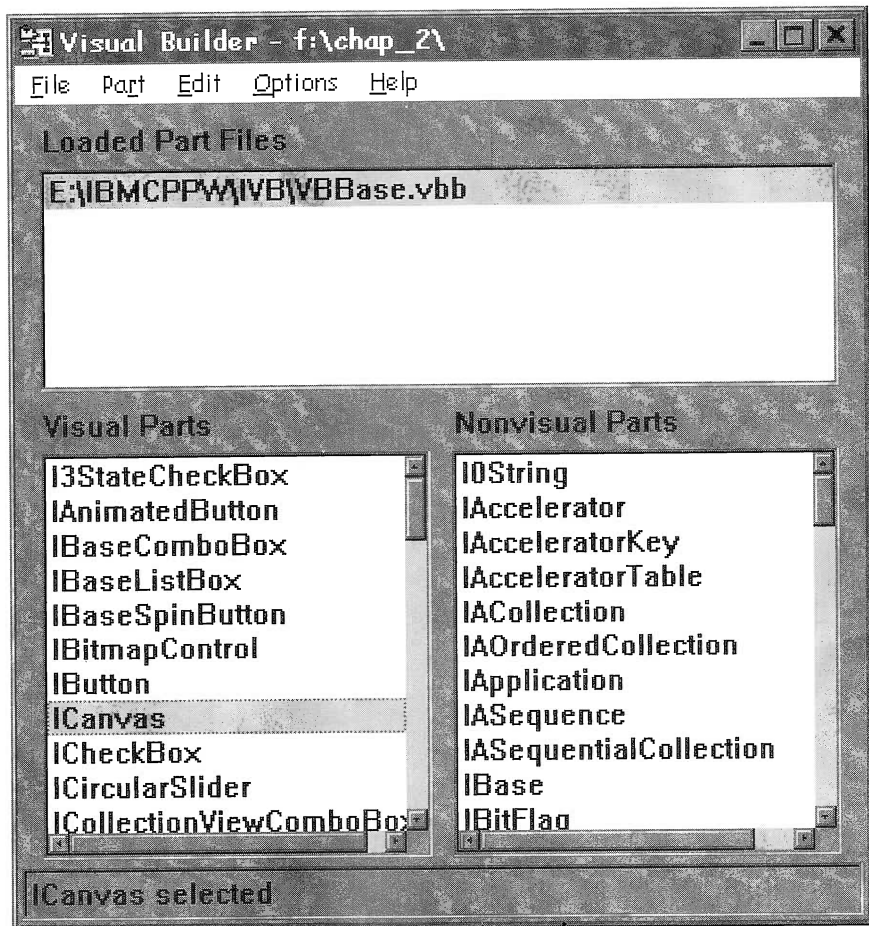 Visual Builder - f:\chap_2\
File Part Edit Options Help
Loaded Part Files
E:\IBMCPPW\IVB\VBBase.vbb
Visual Parts
I3StateCheckBox
IAnimatedButton
IBaseComboBox
IBaseListBox
IBaseSpinButton
IBitmapControl
IButton
ICanvas
ICheckBox
ICircularSlider
ICollectionViewComboBox
Nonvisual Parts
I0String
IAccelerator
IAcceleratorKey
IAcceleratorTable
IACollection
IAOrderedCollection
IApplication
IASequence
IASequentialCollection
IBase
IBitFlag
ICanvas selected